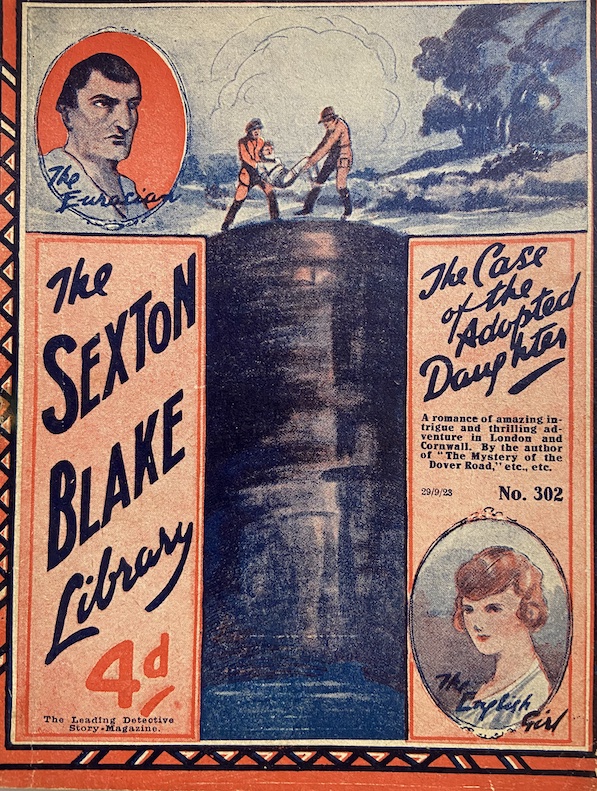 The
Eurasian
The
SEXTON
BLAKE
Library
4d
The Leading Detective
Story-Magazine.
The Case
of the
Adopted
Daughter
A romance of amazing in-
trigue and thrilling ad-
venture in London and
Cornwall. By the author
of "The Mystery of the
Dover Road," etc., etc.
29/9/23
No. 302
The
English
Girl